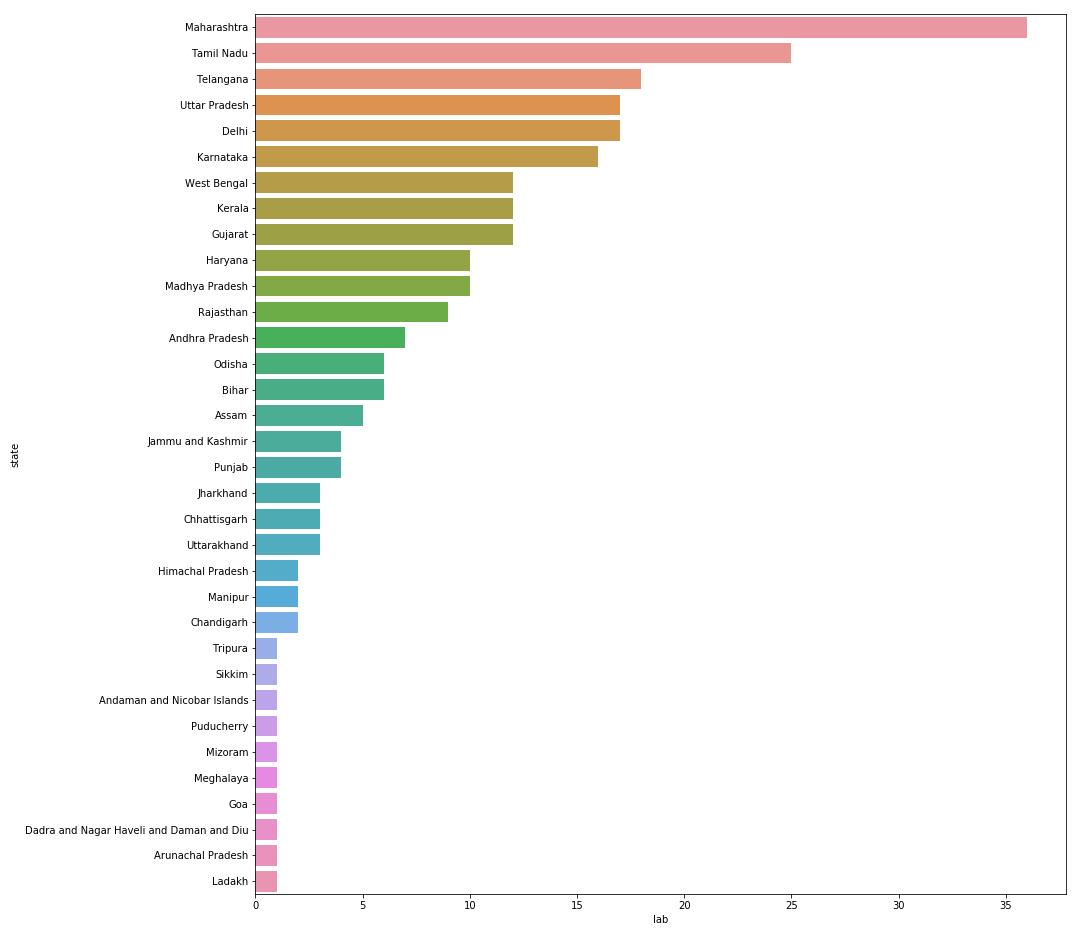 Maharashtra
Tamil Nadu
Telangana
Uttar Pradesh
Delhi
Karnataka
West Bengal
Kerala
Gujarat
Haryana
Madhya Pradesh
Rajasthan
Andhra Pradesh
Odisha
Bihar
Assam
Jammu and Kashmir
Punjab
Jharkhand
Chhattisgarh
Uttarakhand
Himachal Pradesh
Manipur
Chandigarh
Tripura
Sikkim
Andaman and Nicobar Islands
Puducherry
Mizoram
Meghalaya
Goa
Dadra and Nagar Haveli and Daman and Diu
Arunachal Pradesh
Ladakh
state
0 5 10 15 20 25 30 35
lab